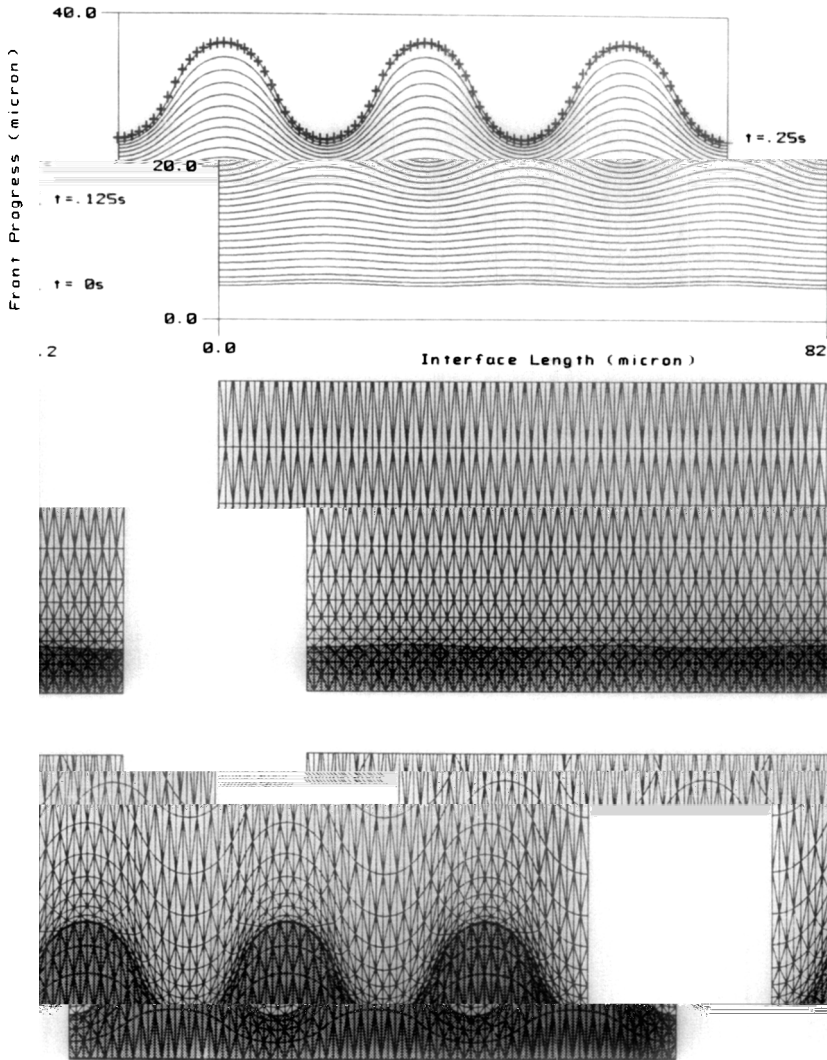 40.0
Front Progress (micron)
t=.25s
20.0
t=.125s
t= 0s
0.0
.2
0.0
Interface Length (micron)
82